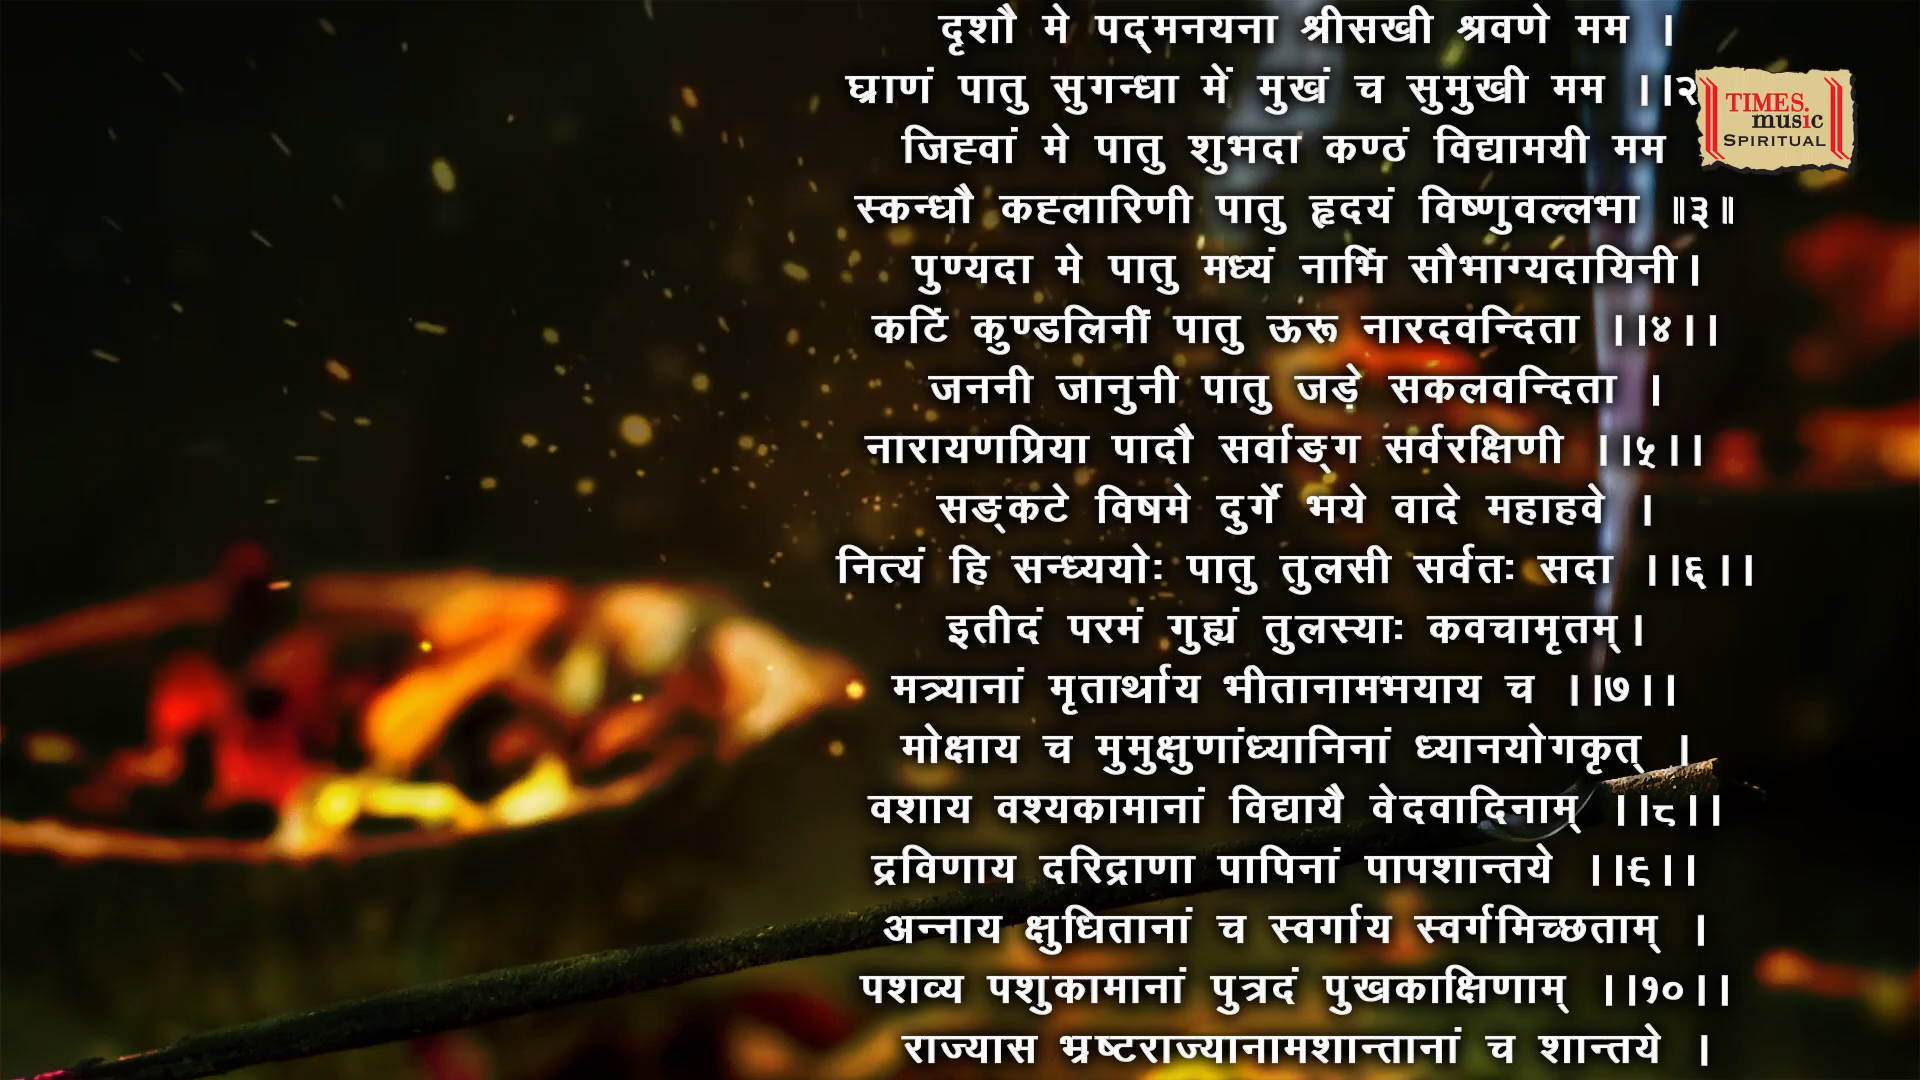 दृशौ मे पद्मनयना श्रीसखी श्रवणे मम ।
घ्राणं पातु सुगन्धा में मुखं च सुमुखी मम ।।२
जिह्वां मे पातु शुभदा कण्ठं विद्यामयी मम
स्कन्धौ कह्लारिणी पातु हृदयं विष्णुवल्लभा ॥३॥
पुण्यदा मे पातु मध्यं नाभिं सौभाग्यदायिनी।
कटिं कुण्डलिनीं पातु ऊरू नारदवन्दिता ।।४।।
जननी जानुनी पातु जड़े सकलवन्दिता ।
नारायणप्रिया पादौ सर्वाङ्ग सर्वरक्षिणी ।।५।।
सङ्कटे विषमे दुर्गे भये वादे महाहवे ।
नित्यं हि सन्ध्ययोः पातु तुलसी सर्वतः सदा ।।६।।
इतीदं परमं गुह्यं तुलस्याः कवचामृतम्।
मत्र्यानां मृतार्थाय भीतानामभयाय च ।।७।।
मोक्षाय च मुमुक्षुणांध्यानिनां ध्यानयोगकृत् ।
वशाय वश्यकामानां विद्यायै वेदवादिनाम् ।।८।।
द्रविणाय दरिद्राणा पापिनां पापशान्तये ।।९।।
अन्नाय क्षुधितानां च स्वर्गाय स्वर्गमिच्छताम् ।
पशव्य पशुकामानां पुत्रदं पुखकाक्षिणाम् ।।१०।।
राज्यास भ्रष्टराज्यानामशान्तानां च शान्तये ।
TIMES.
music
SPIRITUAL